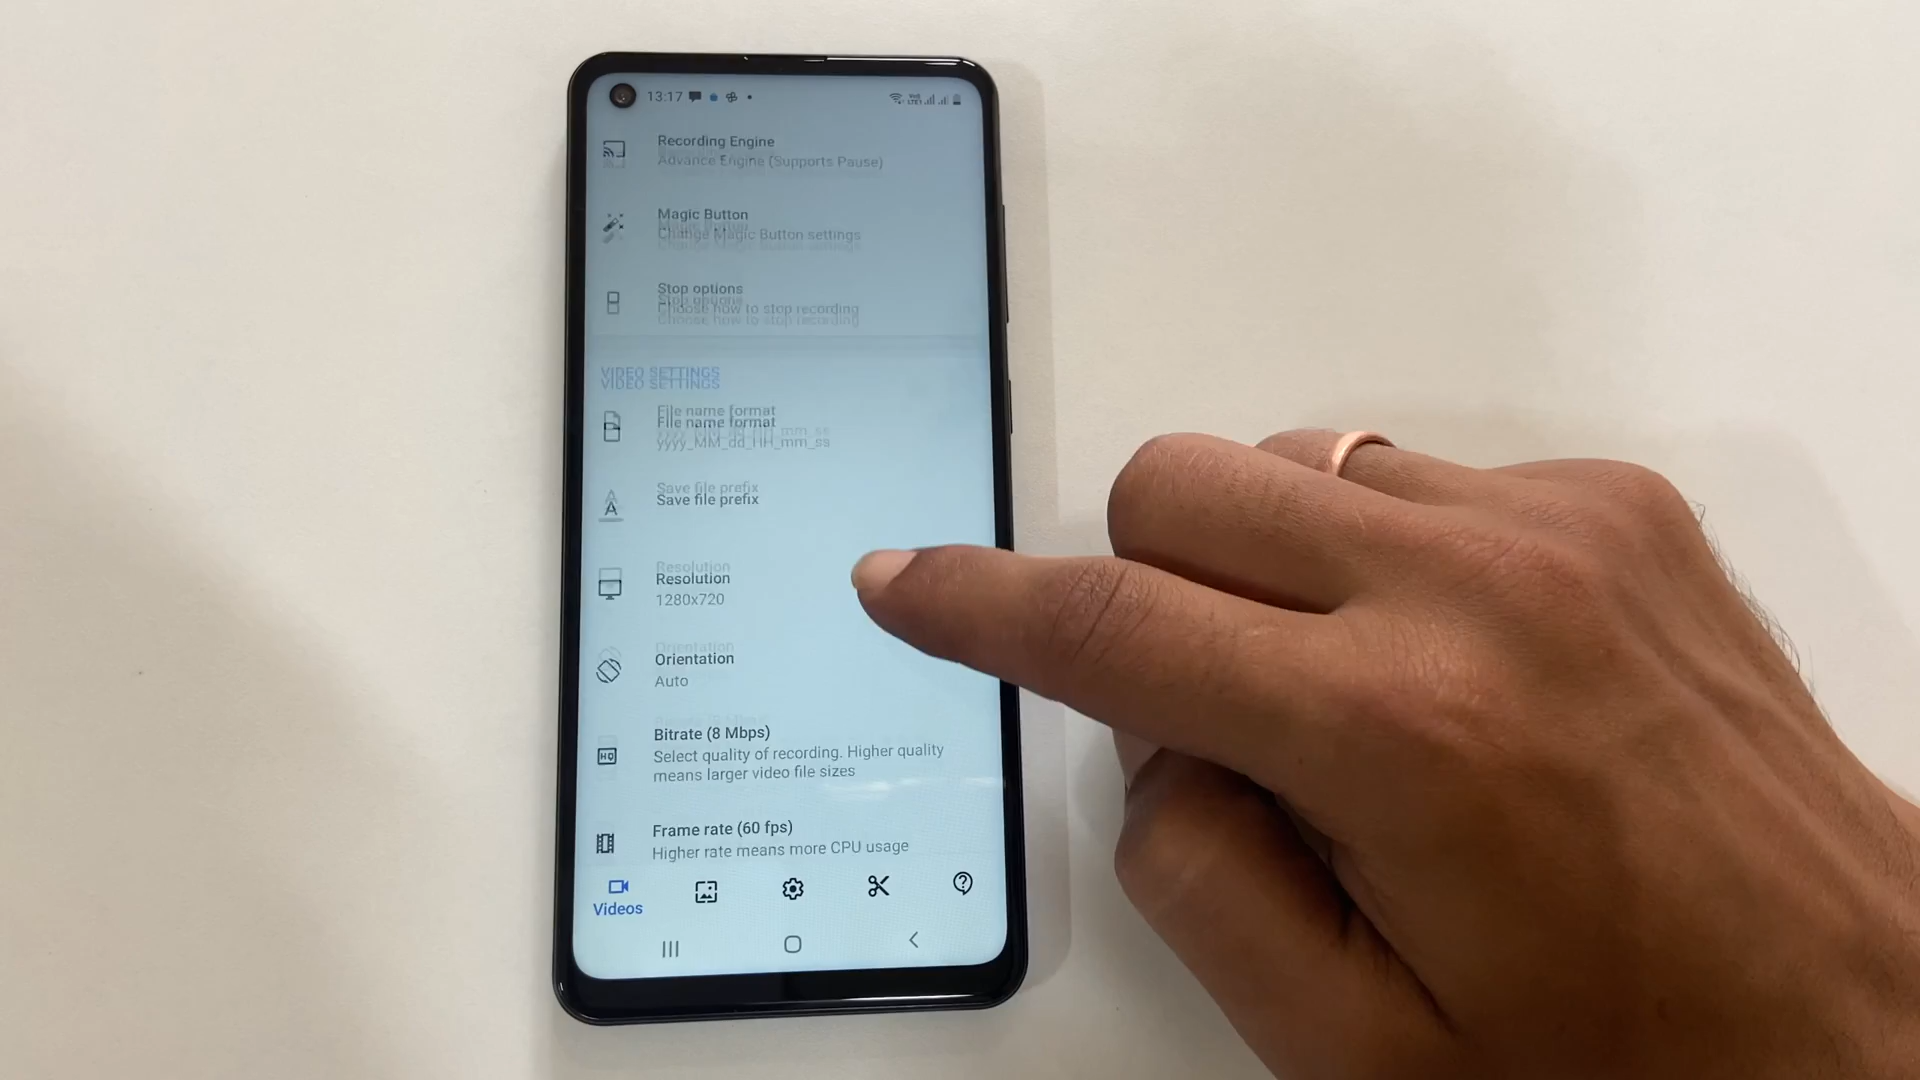 13:17
Recording Engine
Advance Engine (Supports Pause)
Magic Button
Change Magic Button settings
Stop options
Choose how to stop recording
VIDEO SETTINGS
File name format
yyyy_MM_dd_HH_mm_ss
Save file prefix
Resolution
1280x720
Orientation
Auto
Bitrate (8 Mbps)
Select quality of recording. Higher quality
means larger video file sizes
Frame rate (60 fps)
Higher rate means more CPU usage
Videos